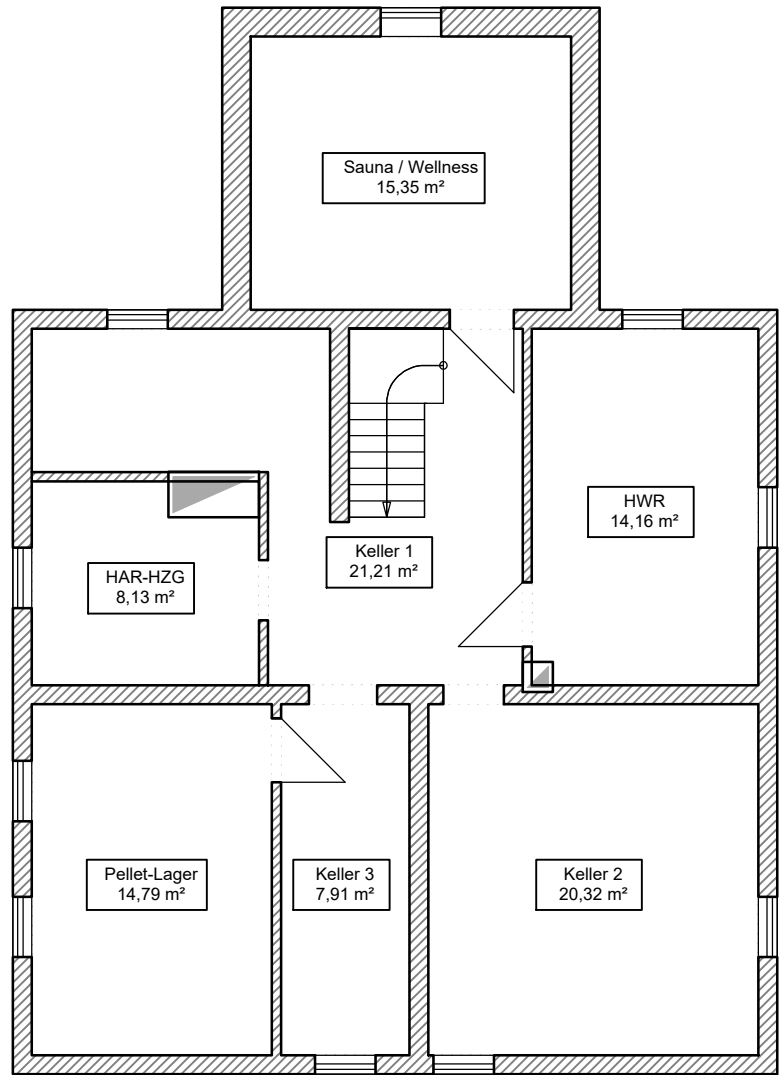 Sauna / Wellness
15,35 m²
HWR
14,16 m²
Keller 1
21,21 m²
HAR-HZG
8,13 m²
Pellet-Lager
14,79 m²
Keller 3
7,91 m²
Keller 2
20,32 m²